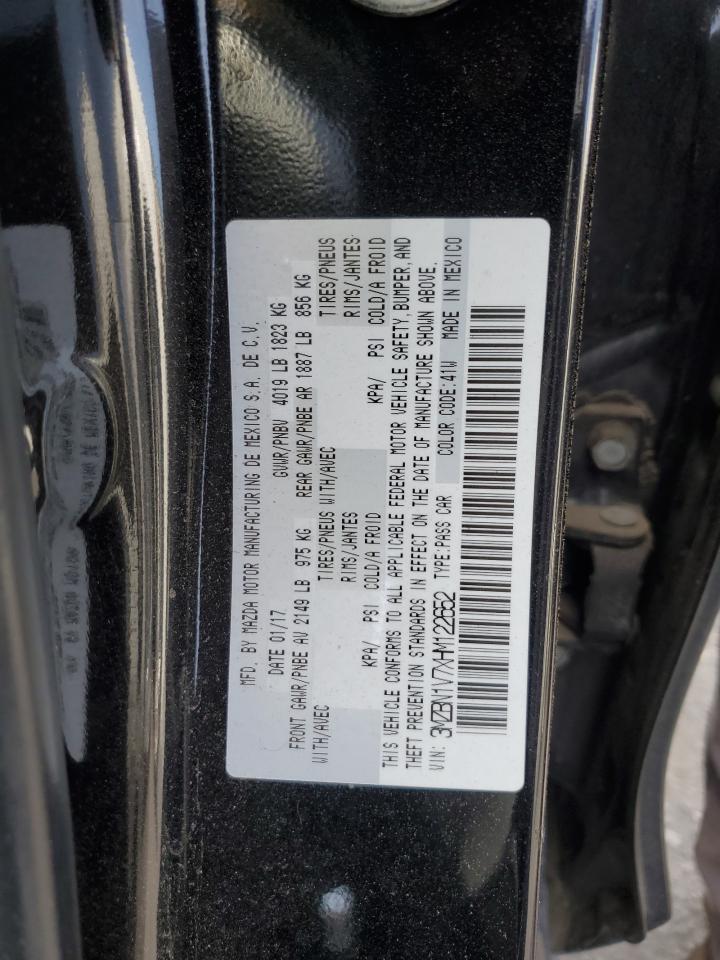 MFD. BY MAZDA MOTOR MANUFACTURING DE MEXICO S.A. DE C.V.
DATE 01/17 GVWR/PNBV 4019 LB 1823 KG
FRONT GAWR/PNBE AV 2149 LB 975 KG REAR GAWR/PNBE AR 1887 LB 856 KG
WITH/AVEC TIRES/PNEUS WITH/AVEC TIRES/PNEUS
RIMS/JANTES RIMS/JANTES
KPA/ PSI COLD/A FROID KPA/ PSI COLD/A FROID
THIS VEHICLE CONFORMS TO ALL APPLICABLE FEDERAL MOTOR VEHICLE SAFETY, BUMPER, AND
THEFT PREVENTION STANDARDS IN EFFECT ON THE DATE OF MANUFACTURE SHOWN ABOVE.
VIN: 3MZBN1V7XHM122652 TYPE:PASS CAR COLOR CODE:41W MADE IN MEXICO